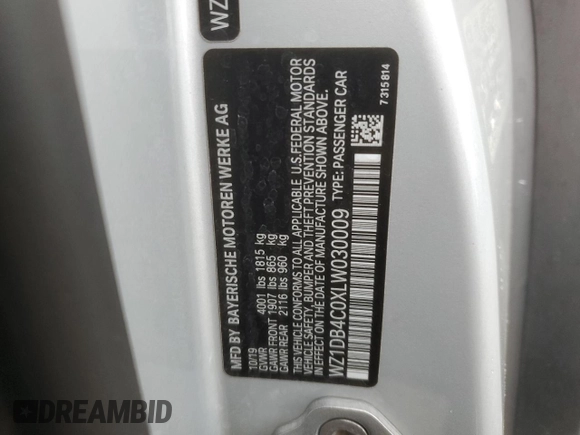 WZ
MFD BY BAYERISCHE MOTOREN WERKE AG
10/19
GVWR 4001 lbs 1815 kg
GAWR FRONT 1907 lbs 865 kg
GAWR REAR 2116 lbs 960 kg
THIS VEHICLE CONFORMS TO ALL APPLICABLE U.S.FEDERAL MOTOR
VEHICLE SAFETY, BUMPER AND THEFT PREVENTION STANDARDS
IN EFFECT ON THE DATE OF MANUFACTURE SHOWN ABOVE.
WZ1DB4C0XLW030009 TYPE: PASSENGER CAR
7315814
DREAMBID